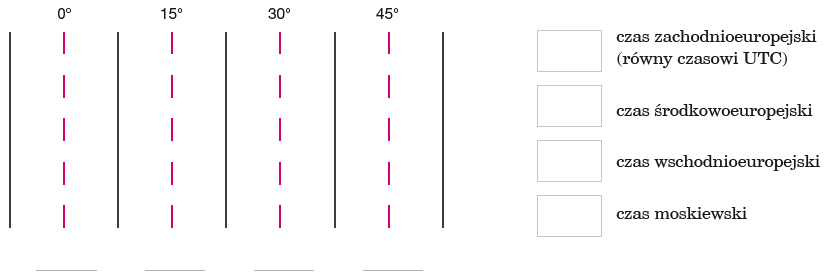 0° 15° 30° 45°
czas zachodnioeuropejski
(równy czasowi UTC)
czas środkowoeuropejski
czas wschodnioeuropejski
czas moskiewski